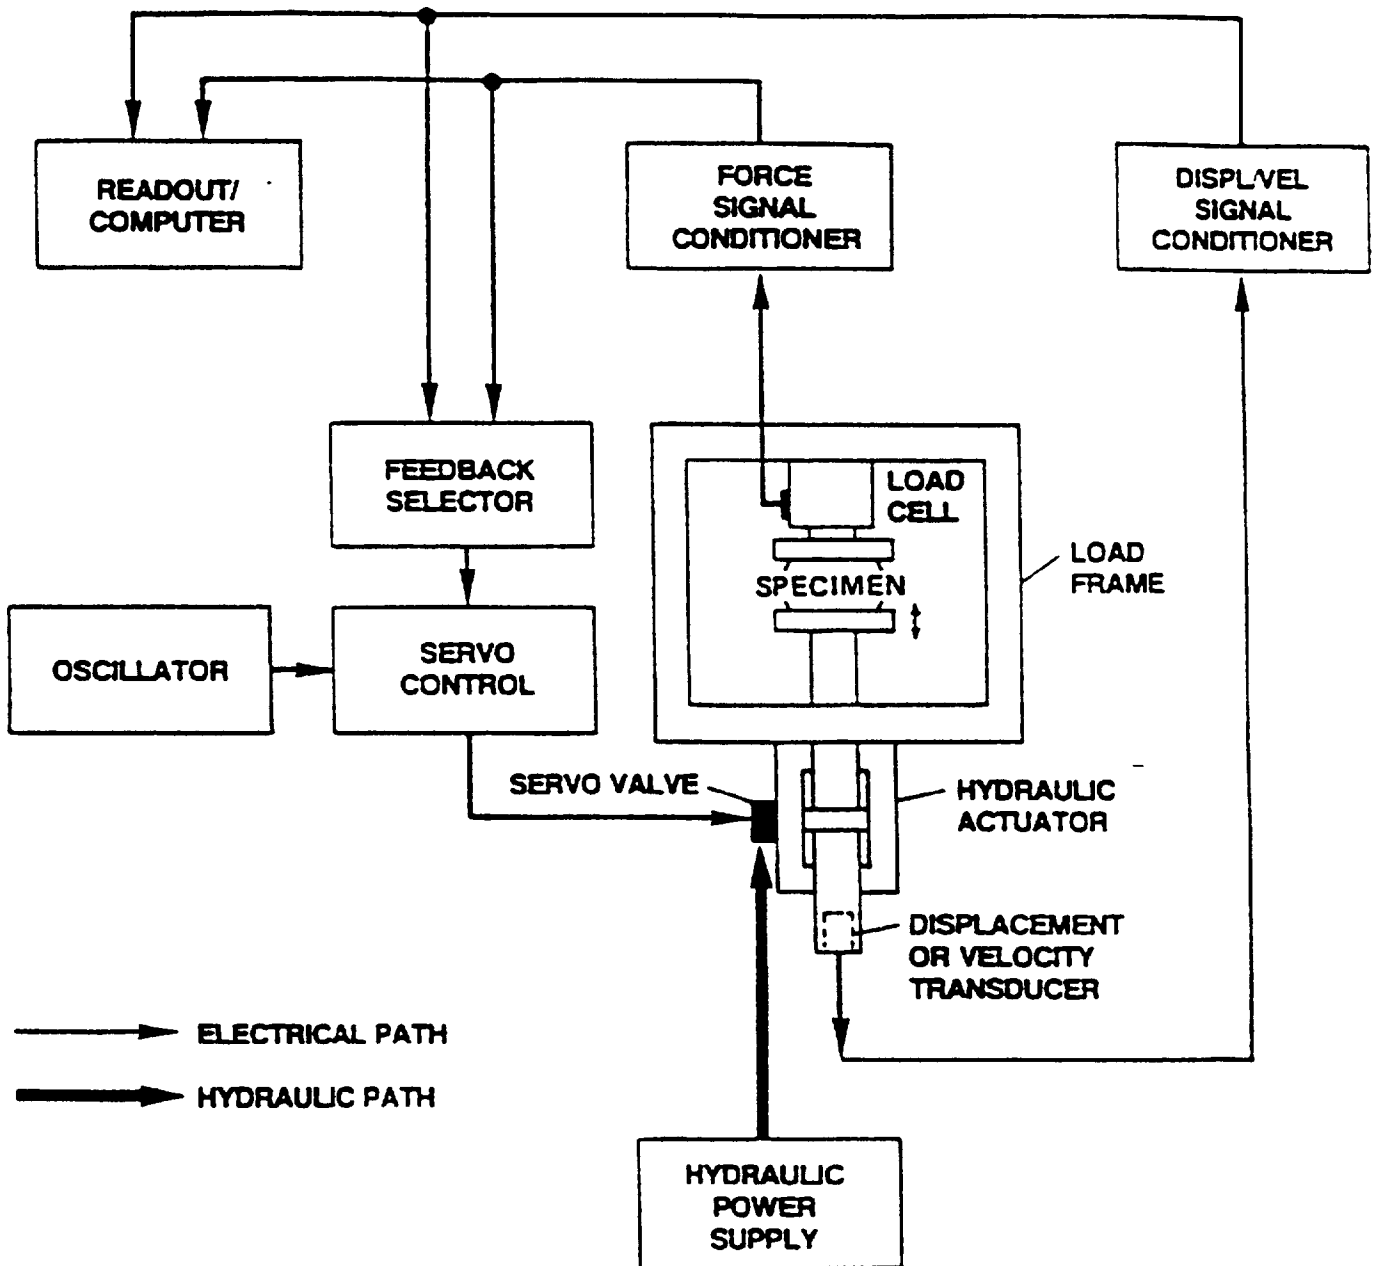 READOUT/
COMPUTER
FORCE
SIGNAL
CONDITIONER
DISPL/VEL
SIGNAL
CONDITIONER
FEEDBACK
SELECTOR
LOAD
CELL
SPECIMEN
LOAD
FRAME
OSCILLATOR
SERVO
CONTROL
SERVO VALVE
HYDRAULIC
ACTUATOR
DISPLACEMENT
OR VELOCITY
TRANSDUCER
ELECTRICAL PATH
HYDRAULIC PATH
HYDRAULIC
POWER
SUPPLY